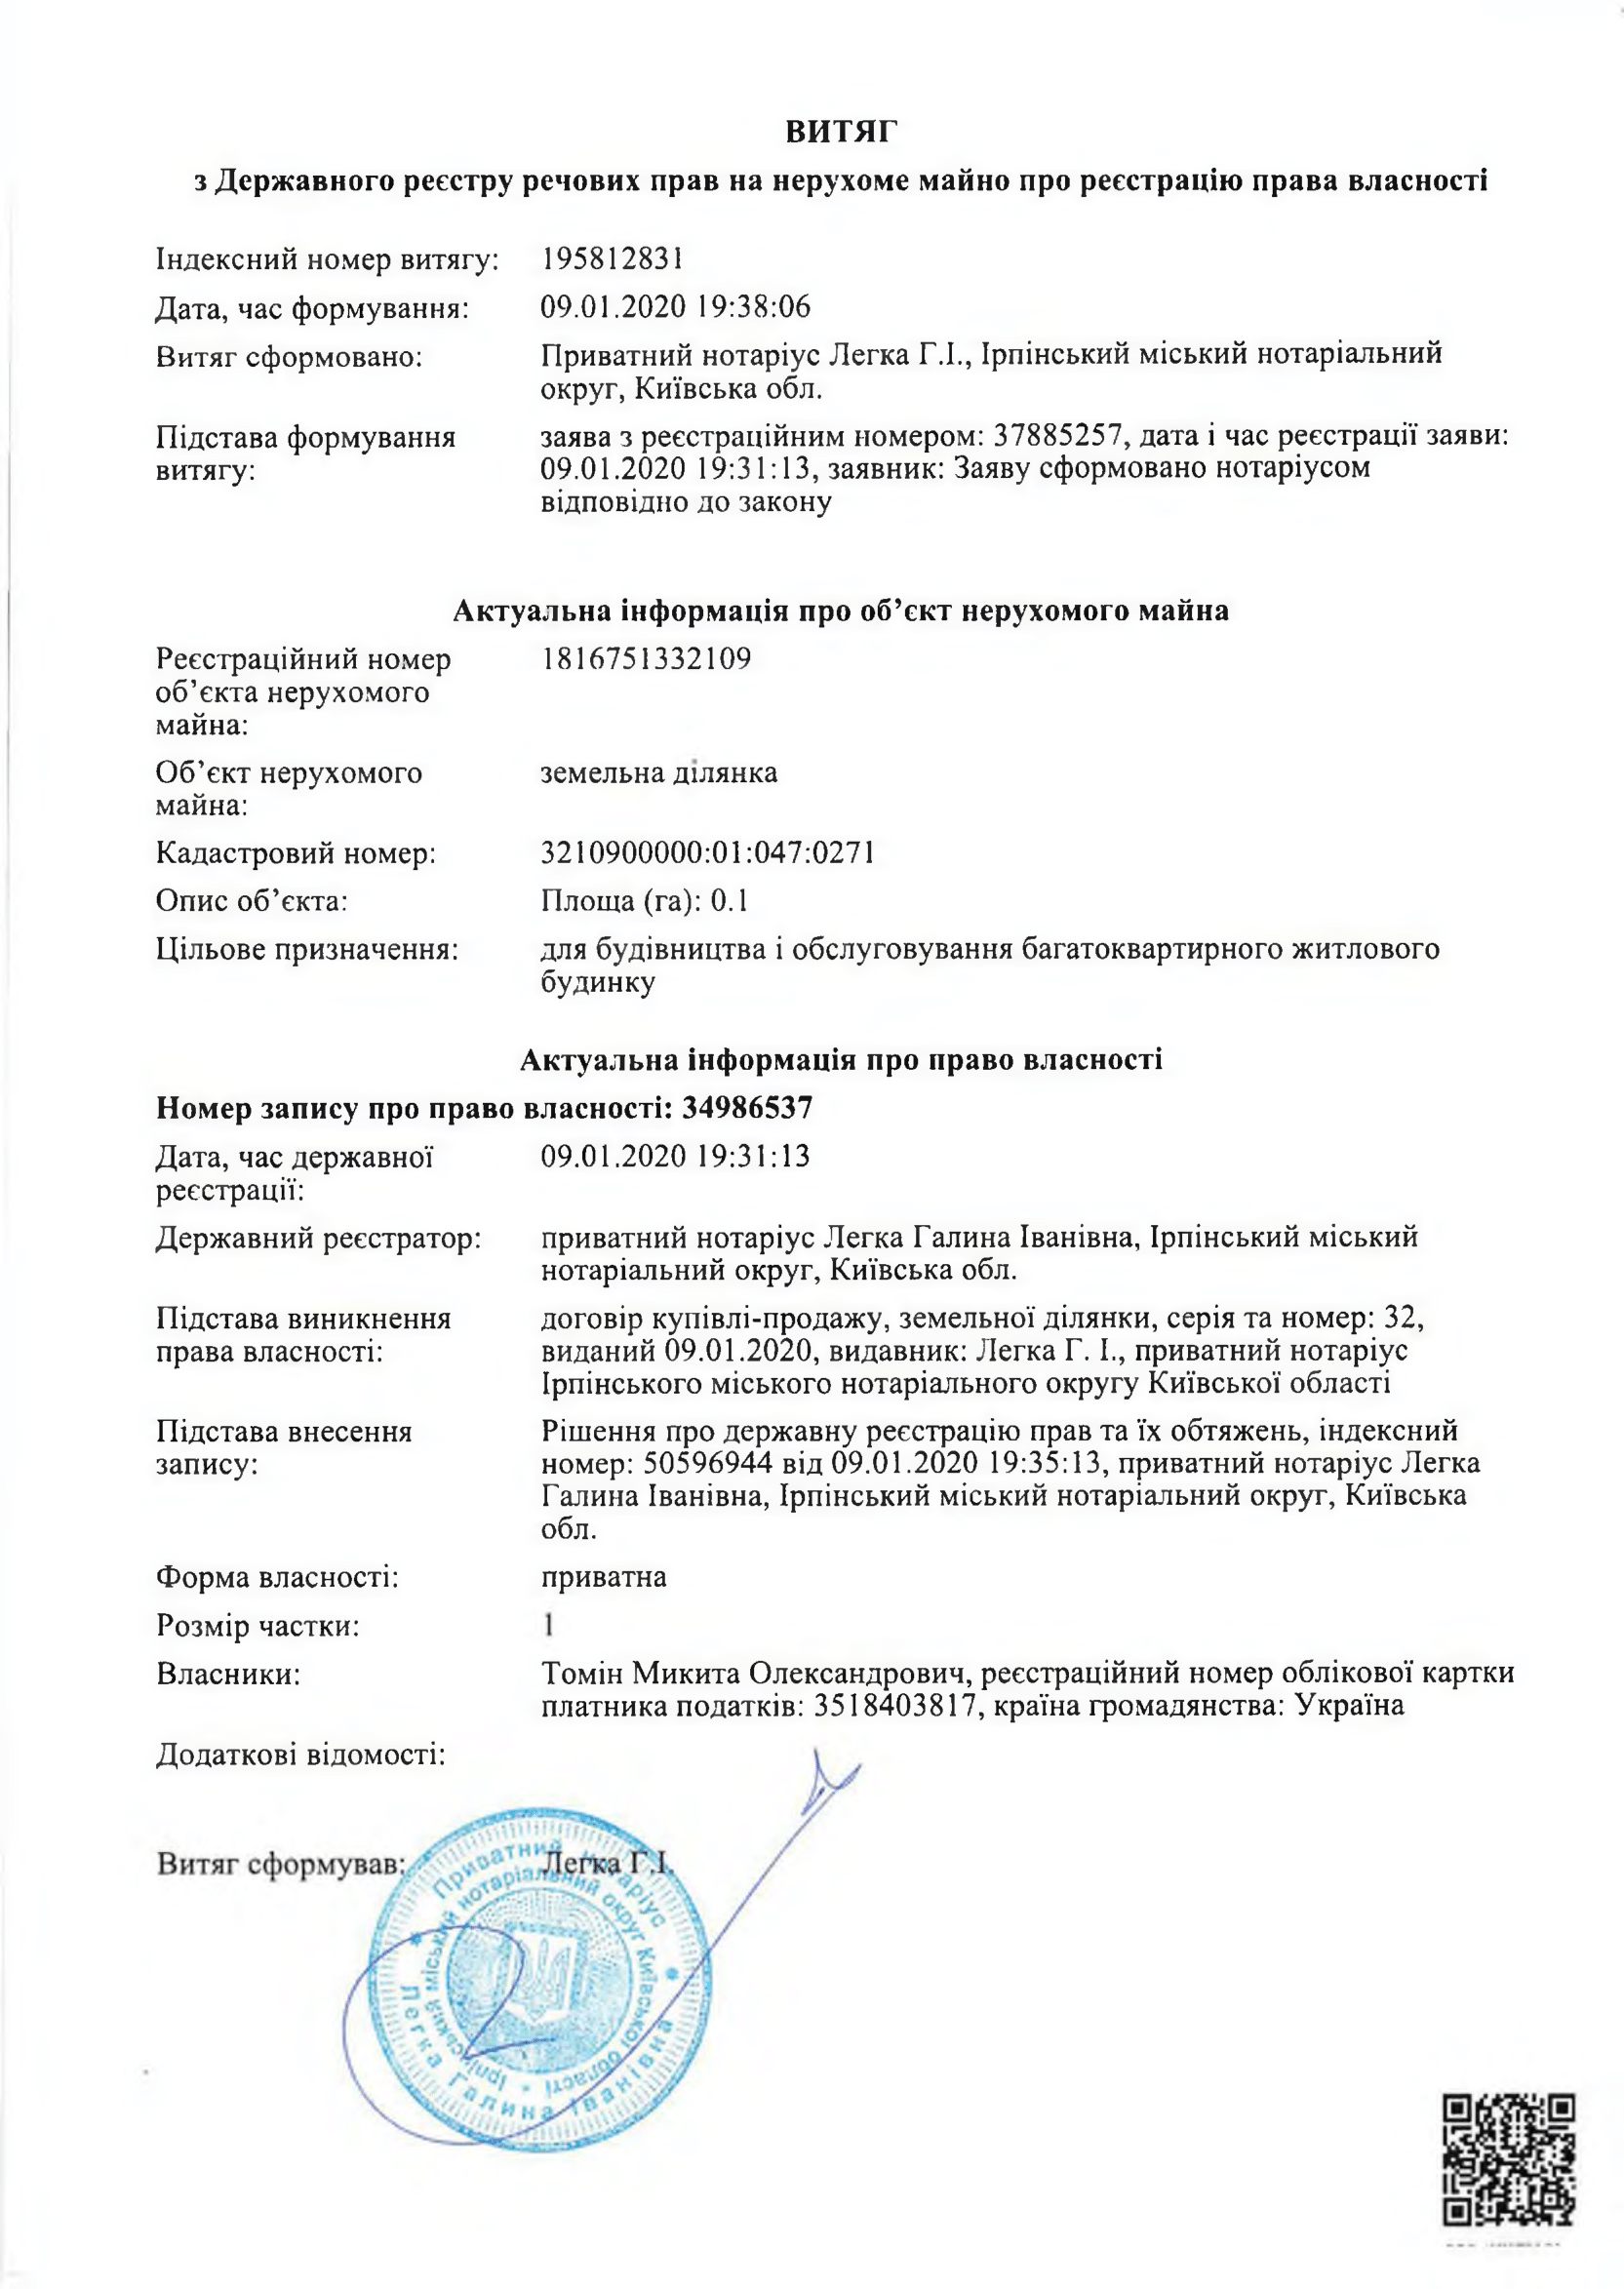 ВИТЯГ
з Державного реєстру речових прав на нерухоме майно про реєстрацію права власності
Індексний номер витягу: 195812831
Дата, час формування: 09.01.2020 19:38:06
Витяг сформовано: Приватний нотаріус Легка Г.І., Ірпінський міський нотаріальний
округ, Київська обл.
Підстава формування заява з реєстраційним номером: 37885257, дата і час реєстрації заяви:
витягу: 09.01.2020 19:31:13, заявник: Заяву сформовано нотаріусом
відповідно до закону
Актуальна інформація про об’єкт нерухомого майна
Реєстраційний номер 1816751332109
об’єкта нерухомого
майна:
Об’єкт нерухомого земельна ділянка
майна:
Кадастровий номер: 3210900000:01:047:0271
Опис об’єкта: Площа (га): 0.1
Цільове призначення: для будівництва і обслуговування багатоквартирного житлового
будинку
Актуальна інформація про право власності
Номер запису про право власності: 34986537
Дата, час державної 09.01.2020 19:31:13
реєстрації:
Державний реєстратор: приватний нотаріус Легка Галина Іванівна, Ірпінський міський
нотаріальний округ, Київська обл.
Підстава виникнення договір купівлі-продажу, земельної ділянки, серія та номер: 32,
права власності: виданий 09.01.2020, видавник: Легка Г. І., приватний нотаріус
Ірпінського міського нотаріального округу Київської області
Підстава внесення Рішення про державну реєстрацію прав та їх обтяжень, індексний
запису: номер: 50596944 від 09.01.2020 19:35:13, приватний нотаріус Легка
Галина Іванівна, Ірпінський міський нотаріальний округ, Київська
обл.
Форма власності: приватна
Розмір частки: 1
Власники: Томін Микита Олександрович, реєстраційний номер облікової картки
платника податків: 3518403817, країна громадянства: Україна
Додаткові відомості:
Витяг сформував: Легка Г.І.
Приватний нотаріус
Легка Галина Іванівна
Ірпінський міський нотаріальний округ Київської області